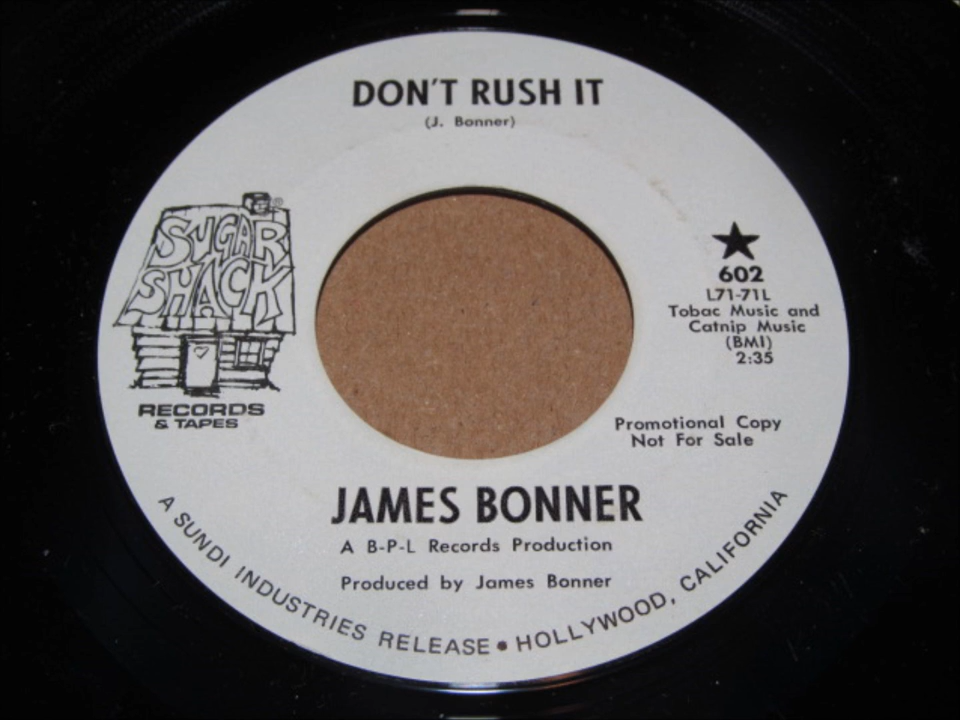 DON'T RUSH IT
(J. Bonner)
SUGAR
SHACK
®
RECORDS
& TAPES
★
602
L71-71L
Tobac Music and
Catnip Music
(BMI)
2:35
Promotional Copy
Not For Sale
JAMES BONNER
A B-P-L Records Production
Produced by James Bonner
A SUNDI INDUSTRIES RELEASE • HOLLYWOOD, CALIFORNIA